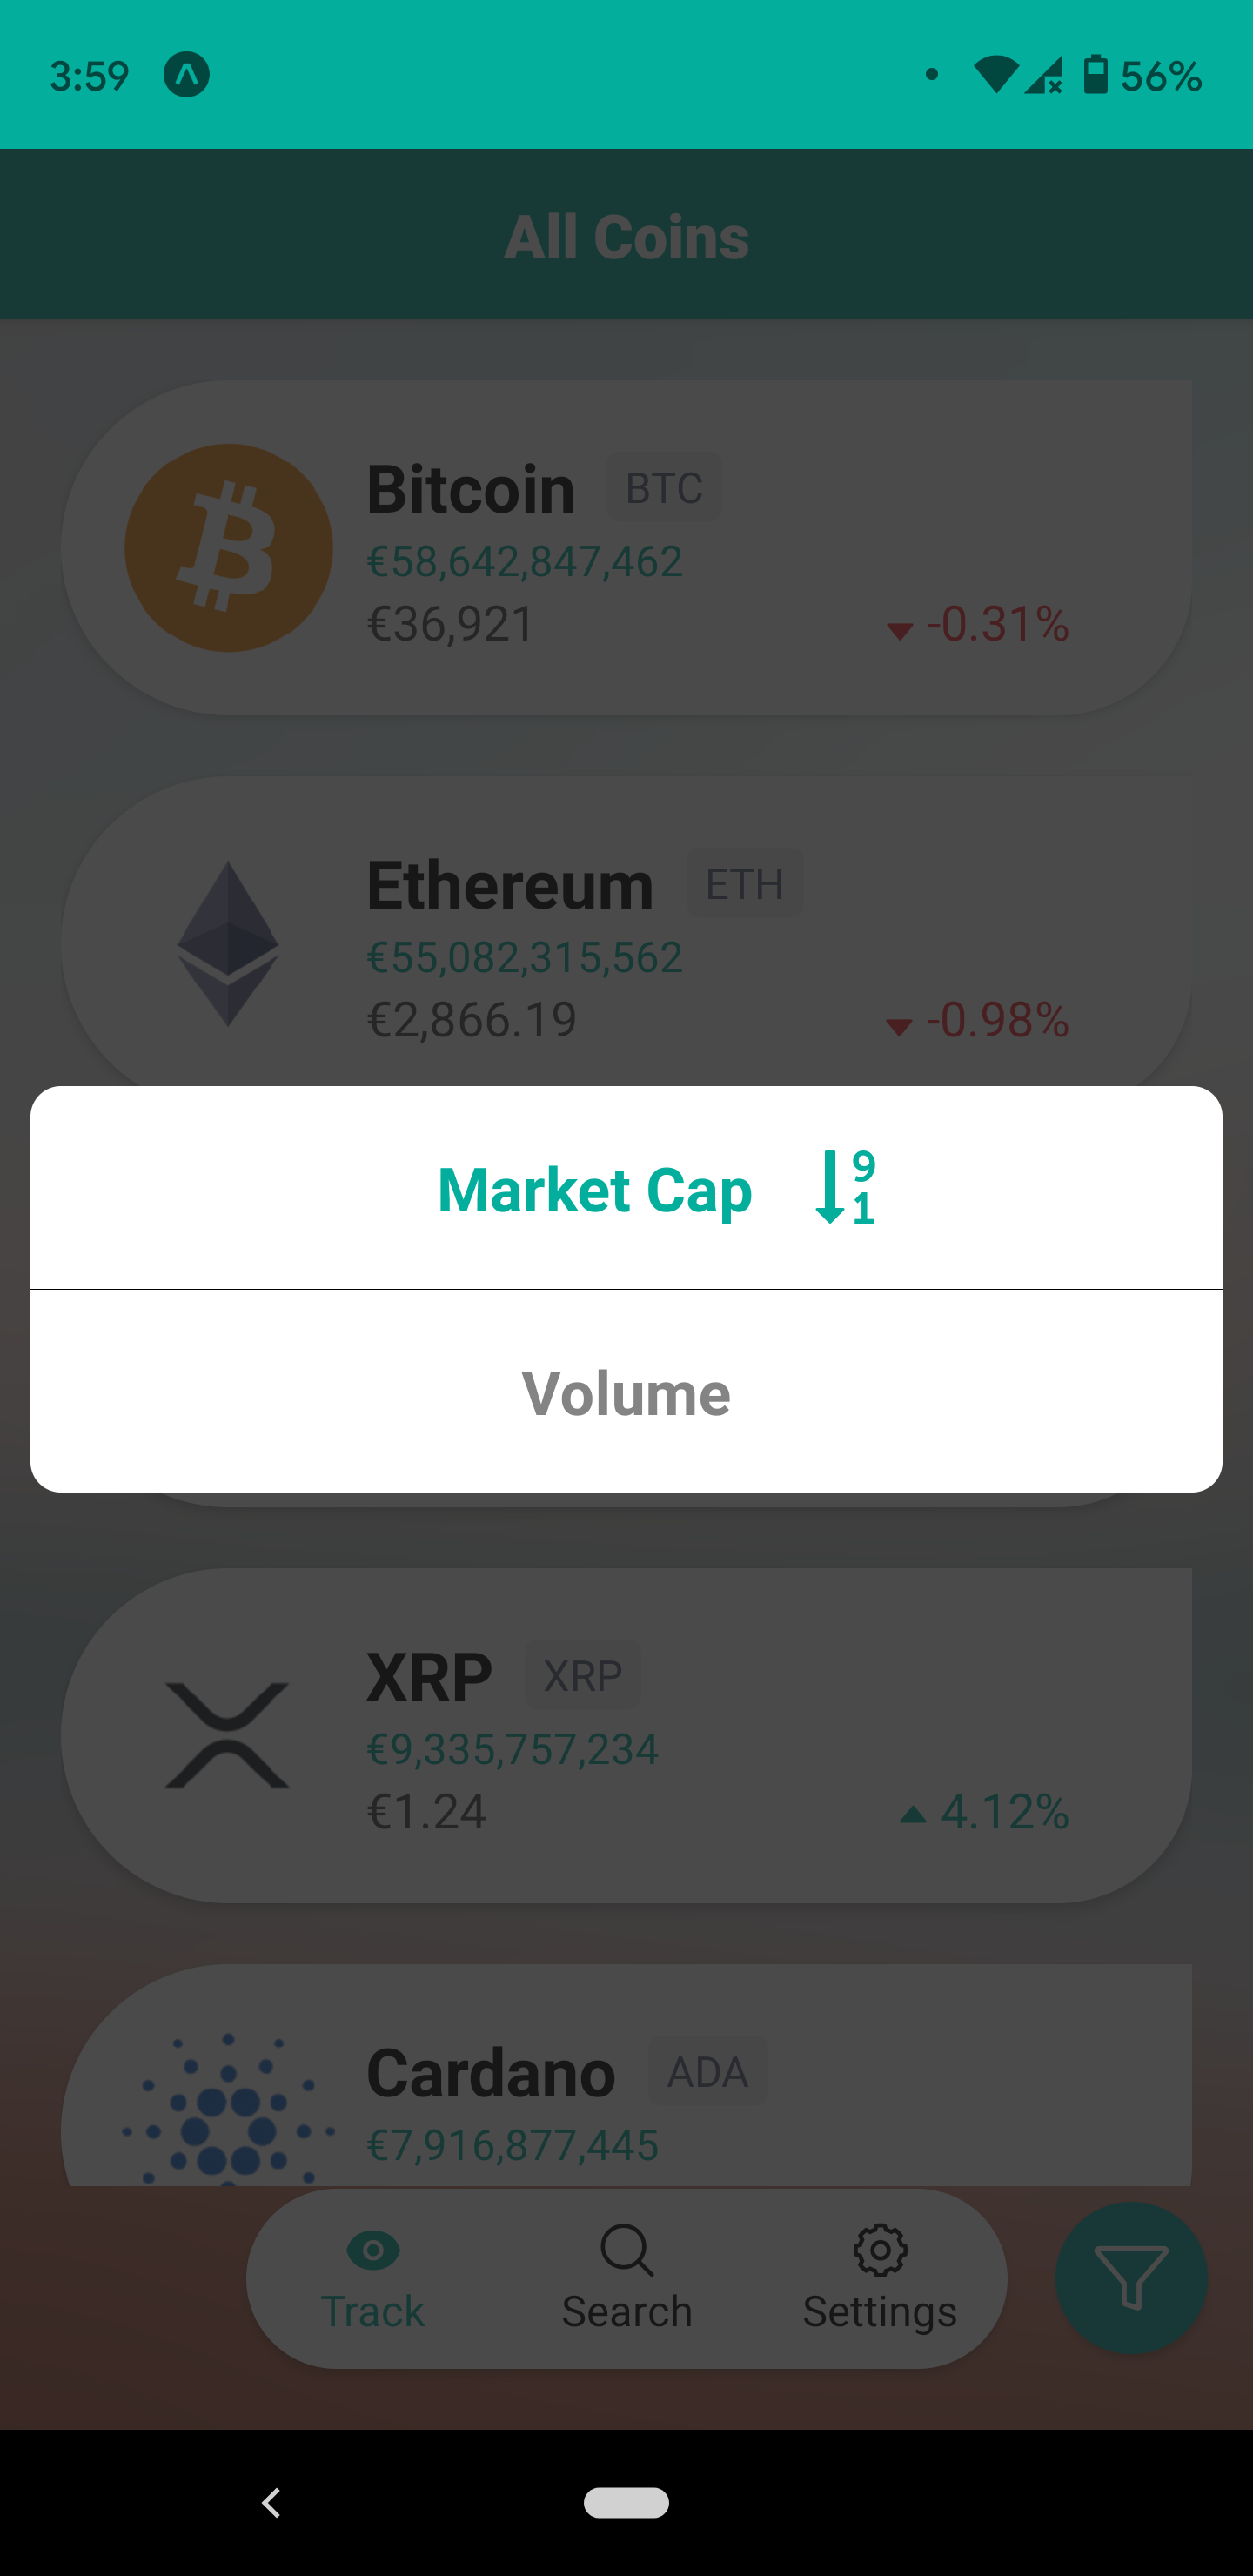 3:59 56%
All Coins
Bitcoin BTC
€58,642,847,462
€36,921 -0.31%
Ethereum ETH
€55,082,315,562
€2,866.19 -0.98%
Market Cap 9 1
Volume
XRP XRP
€9,335,757,234
€1.24 4.12%
Cardano ADA
€7,916,877,445
Track Search Settings